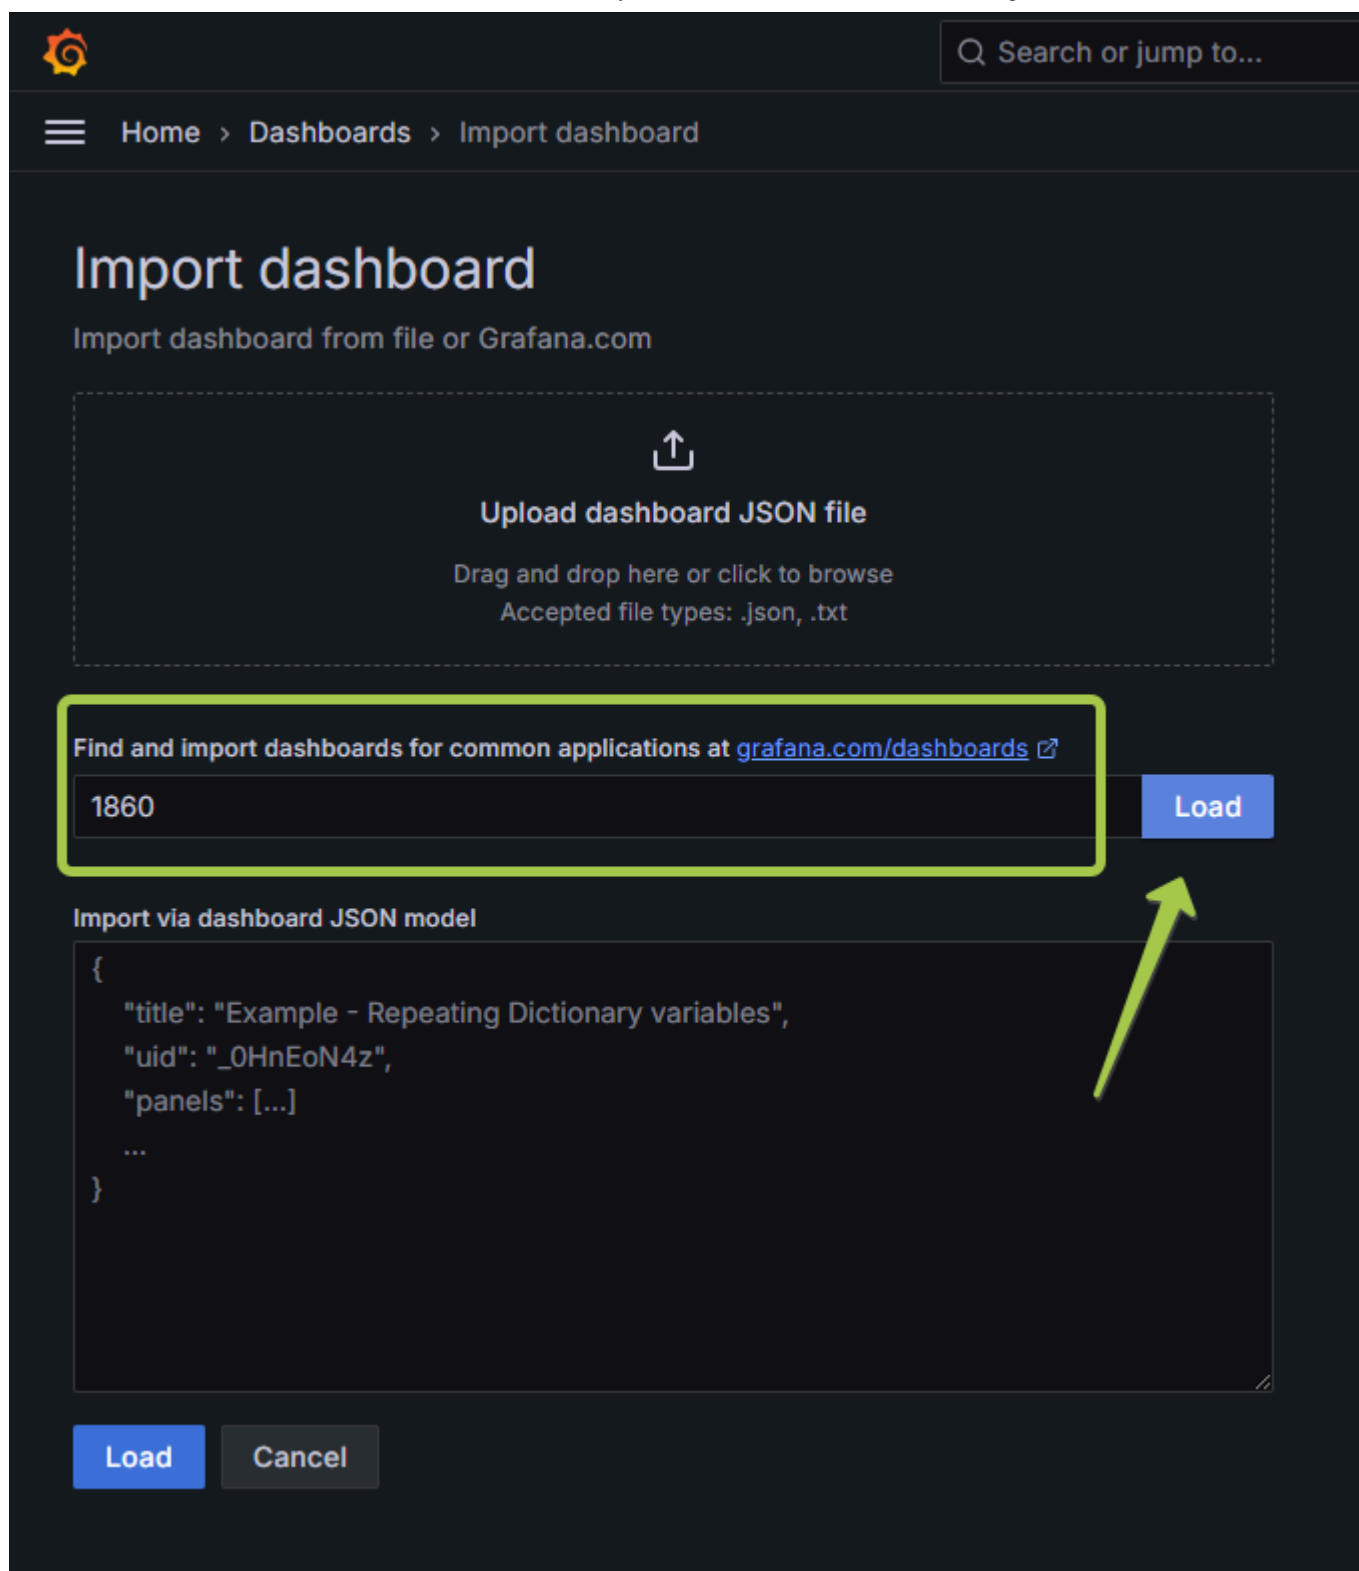 Search or jump to...
Home > Dashboards > Import dashboard
Import dashboard
Import dashboard from file or Grafana.com
Upload dashboard JSON file
Drag and drop here or click to browse
Accepted file types: .json, .txt
Find and import dashboards for common applications at grafana.com/dashboards
1860
Load
Import via dashboard JSON model
{
"title": "Example - Repeating Dictionary variables",
"uid": "_0HnEoN4z",
"panels": [...]
...
}
Load Cancel